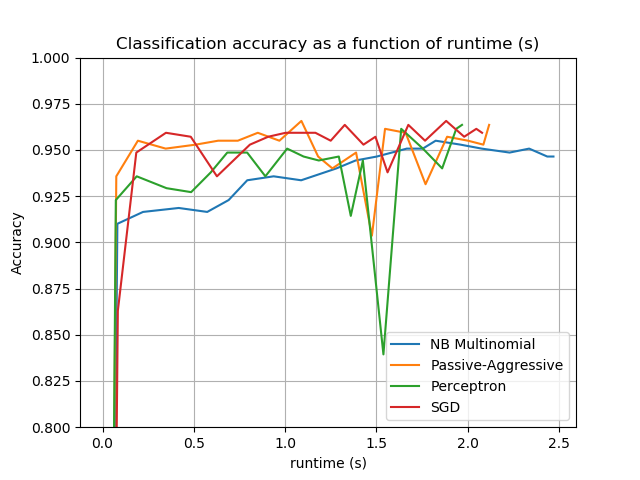 Classification accuracy as a function of runtime (s)
1.000
0.975
0.950
0.925
0.900
0.875
0.850
0.825
0.800
Accuracy
NB Multinomial
Passive-Aggressive
Perceptron
SGD
0.0 0.5 1.0 1.5 2.0 2.5
runtime (s)